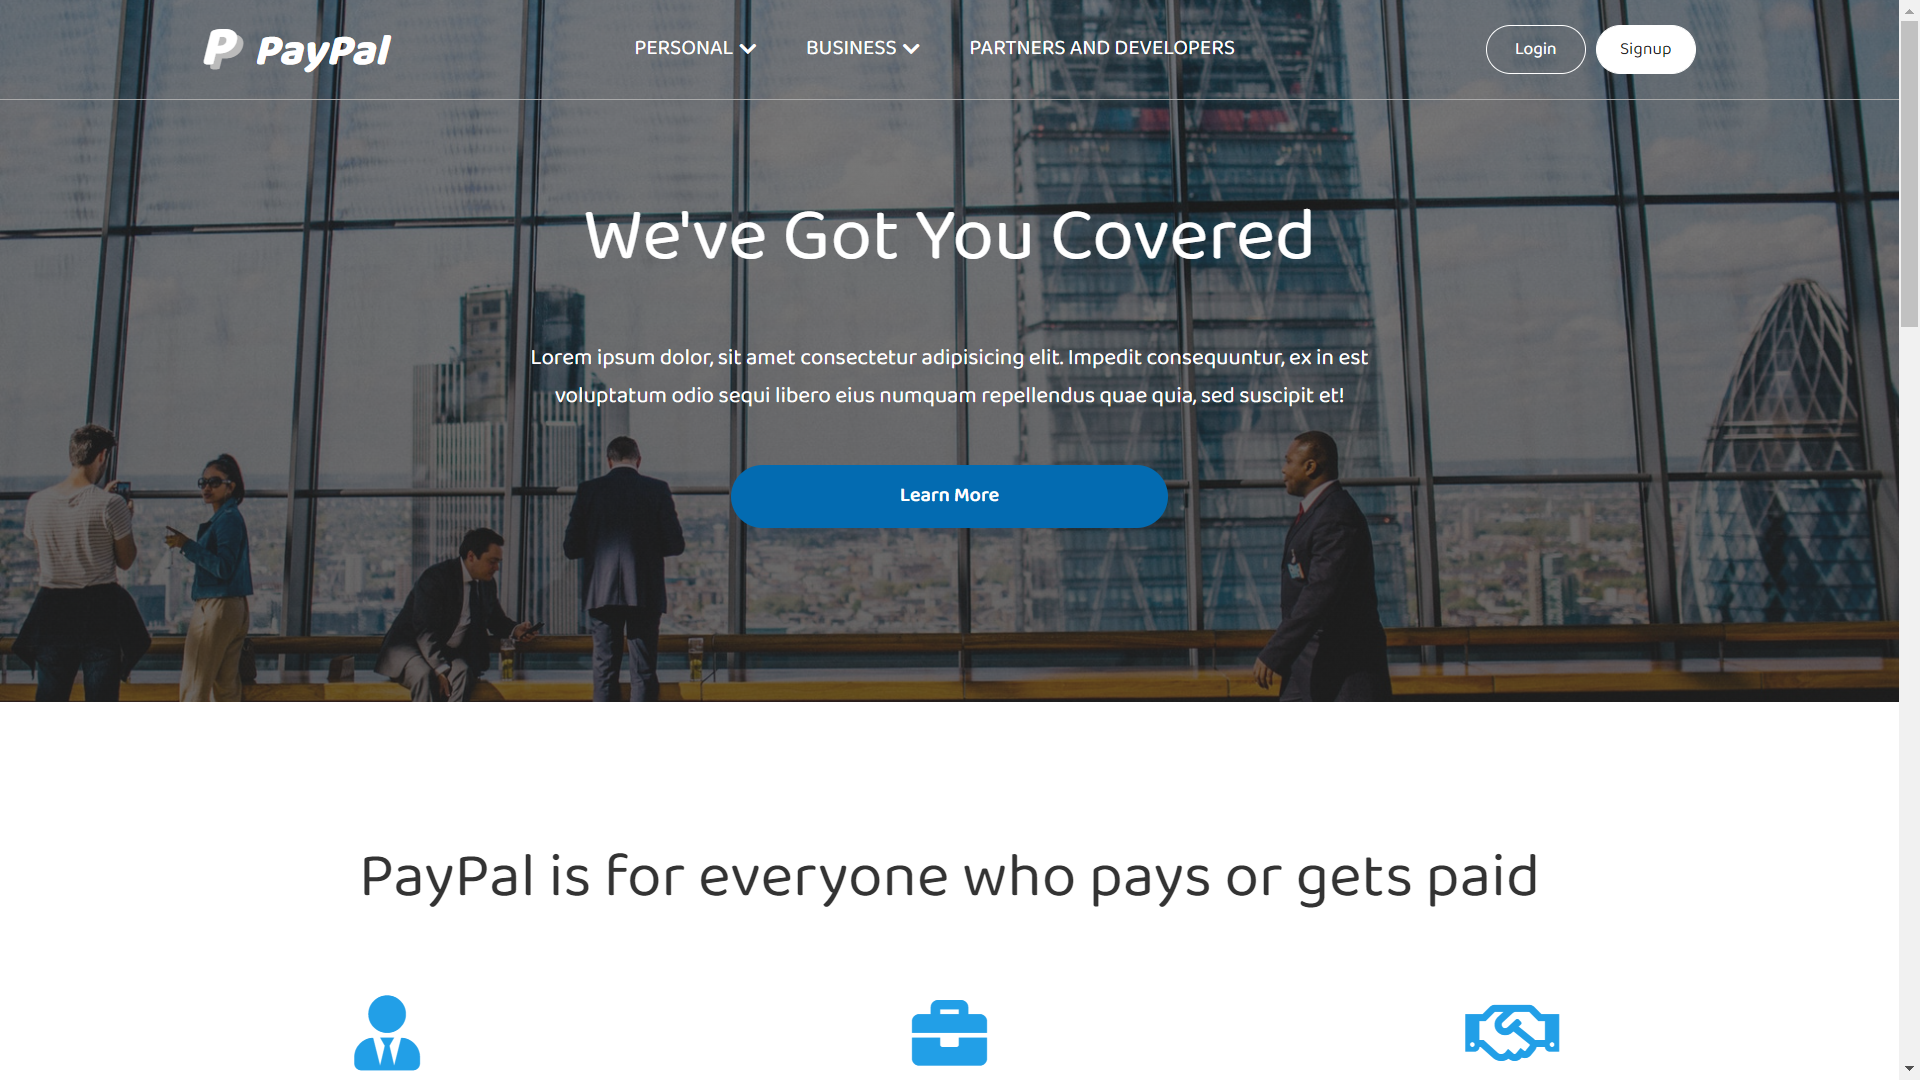 PayPal
PERSONAL
BUSINESS
PARTNERS AND DEVELOPERS
Login
Signup
We've Got You Covered
Lorem ipsum dolor, sit amet consectetur adipisicing elit. Impedit consequuntur, ex in est
voluptatum odio sequi libero eius numquam repellendus quae quia, sed suscipit et!
Learn More
PayPal is for everyone who pays or gets paid